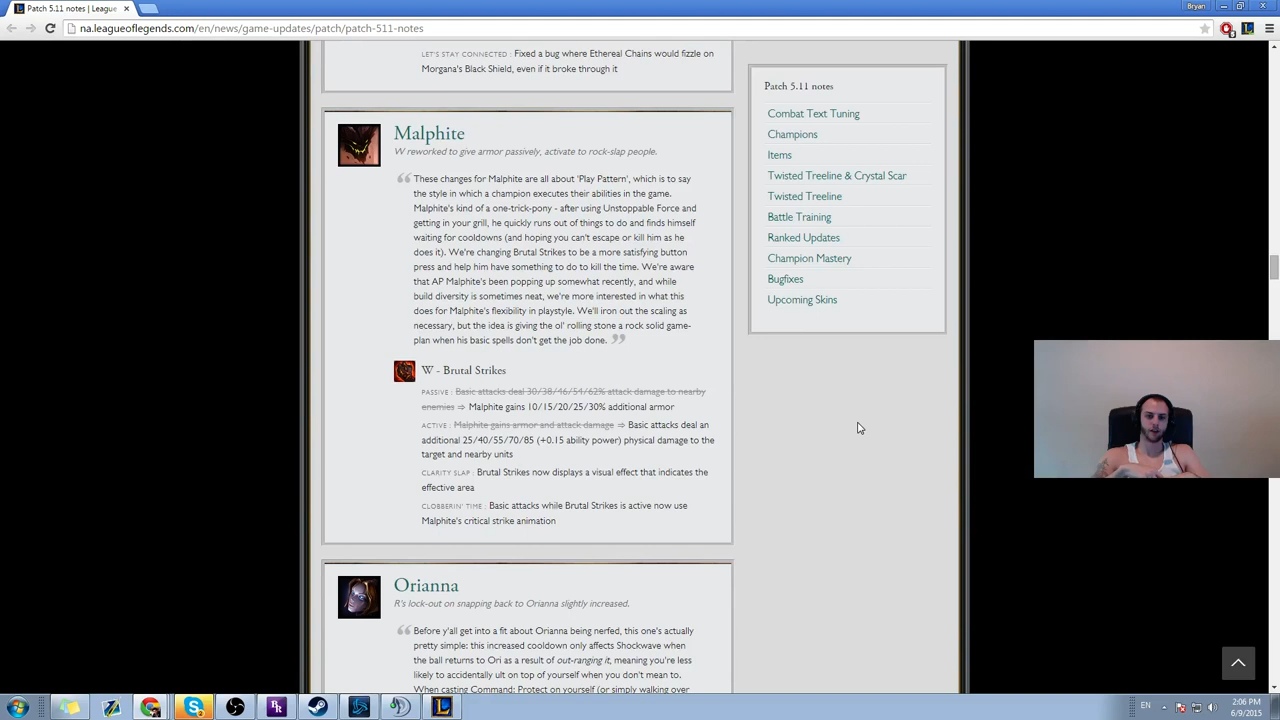 Patch 5.11 notes | League
Bryan
na.leagueoflegends.com/en/news/game-updates/patch/patch-511-notes
LET'S STAY CONNECTED : Fixed a bug where Ethereal Chains would fizzle on
Morgana's Black Shield, even if it broke through it
Malphite
W reworked to give armor passively, activate to rock-slap people.
These changes for Malphite are all about 'Play Pattern', which is to say
the style in which a champion executes their abilities in the game.
Malphite's kind of a one-trick-pony - after using Unstoppable Force and
getting in your grill, he quickly runs out of things to do and finds himself
waiting for cooldowns (and hoping you can't escape or kill him as he
does it). We're changing Brutal Strikes to be a more satisfying button
press and help him have something to do to kill the time. We're aware
that AP Malphite's been popping up somewhat recently, and while
build diversity is sometimes neat, we're more interested in what this
does for Malphite's flexibility in playstyle. We'll iron out the scaling as
necessary, but the idea is giving the ol' rolling stone a rock solid game-
plan when his basic spells don't get the job done.
W - Brutal Strikes
PASSIVE : Basic attacks deal 30/38/46/54/62% attack damage to nearby
enemies ⇒ Malphite gains 10/15/20/25/30% additional armor
ACTIVE : Malphite gains armor and attack damage ⇒ Basic attacks deal an
additional 25/40/55/70/85 (+0.15 ability power) physical damage to the
target and nearby units
CLARITY SLAP : Brutal Strikes now displays a visual effect that indicates the
effective area
CLOBBERIN' TIME : Basic attacks while Brutal Strikes is active now use
Malphite's critical strike animation
Orianna
R's lock-out on snapping back to Orianna slightly increased.
Before y'all get into a fit about Orianna being nerfed, this one's actually
pretty simple: this increased cooldown only affects Shockwave when
the ball returns to Ori as a result of out-ranging it, meaning you're less
likely to accidentally ult on top of yourself when you don't mean to.
When casting Command: Protect on yourself (or simply walking over
Patch 5.11 notes
Combat Text Tuning
Champions
Items
Twisted Treeline & Crystal Scar
Twisted Treeline
Battle Training
Ranked Updates
Champion Mastery
Bugfixes
Upcoming Skins
EN
2:06 PM
6/9/2015